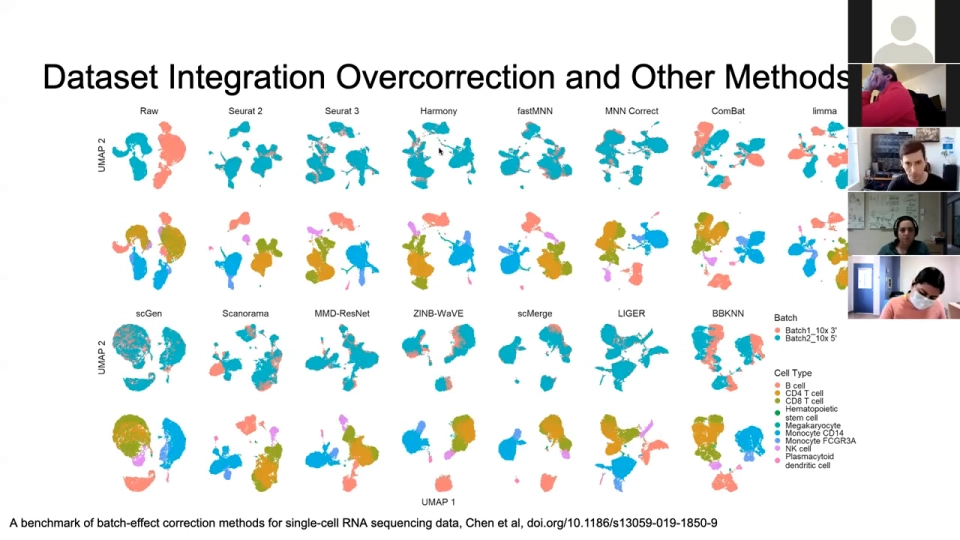 Dataset Integration Overcorrection and Other Methods
Raw Seurat 2 Seurat 3 Harmony fastMNN MNN Correct ComBat limma
UMAP 2
scGen Scanorama MMD-ResNet ZINB-WaVE scMerge LIGER BBKNN
UMAP 2
Batch
Batch1_10x 3'
Batch2_10x 5'
Cell Type
B cell
CD4 T cell
CD8 T cell
Hematopoietic
stem cell
Megakaryocyte
Monocyte CD14
Monocyte FCGR3A
NK cell
Plasmacytoid
dendritic cell
UMAP 1
A benchmark of batch-effect correction methods for single-cell RNA sequencing data, Chen et al, doi.org/10.1186/s13059-019-1850-9